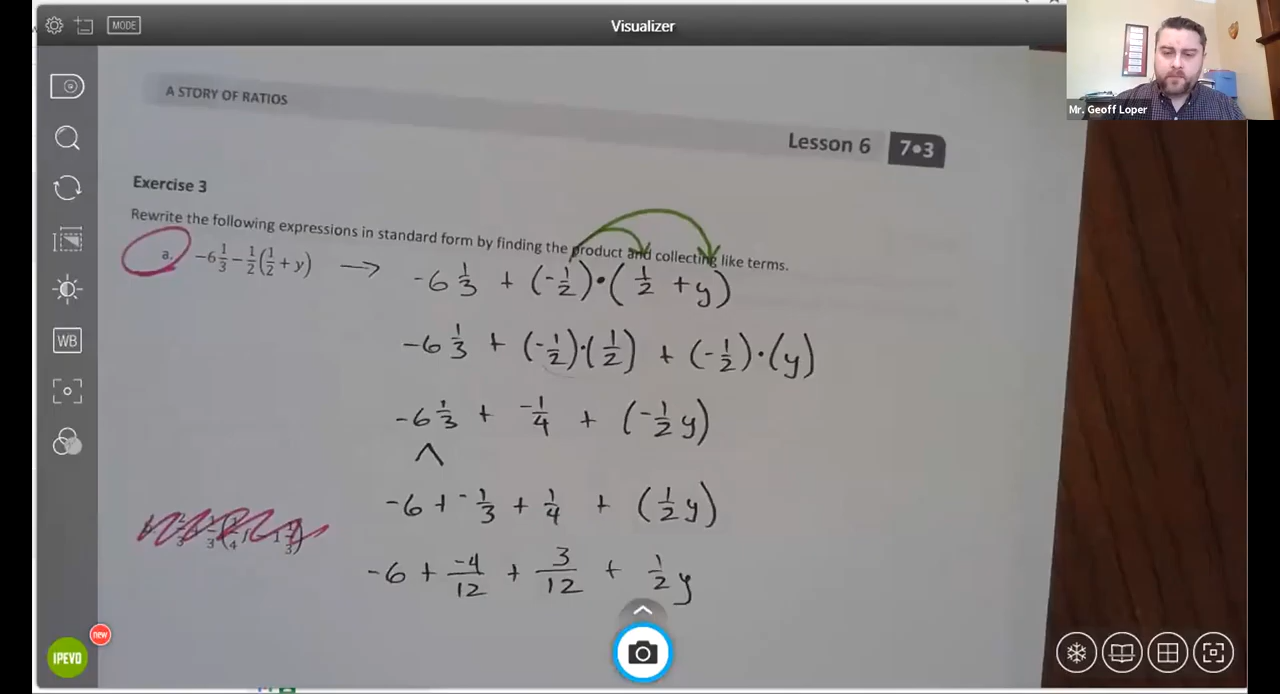 MODE
Visualizer
Mr. Geoff Loper
A STORY OF RATIOS
Lesson 6 7•3
Exercise 3
Rewrite the following expressions in standard form by finding the product and collecting like terms.
a. −6 1/3 − 1/2(1/2 + y) → -6 1/3 + (-1/2)•(1/2 + y)
-6 1/3 + (-1/2)•(1/2) + (-1/2)•(y)
-6 1/3 + -1/4 + (-1/2 y)
-6 + -1/3 + 1/4 + (1/2 y)
-6 + -4/12 + 3/12 + 1/2 y
WB
new
IPEVO